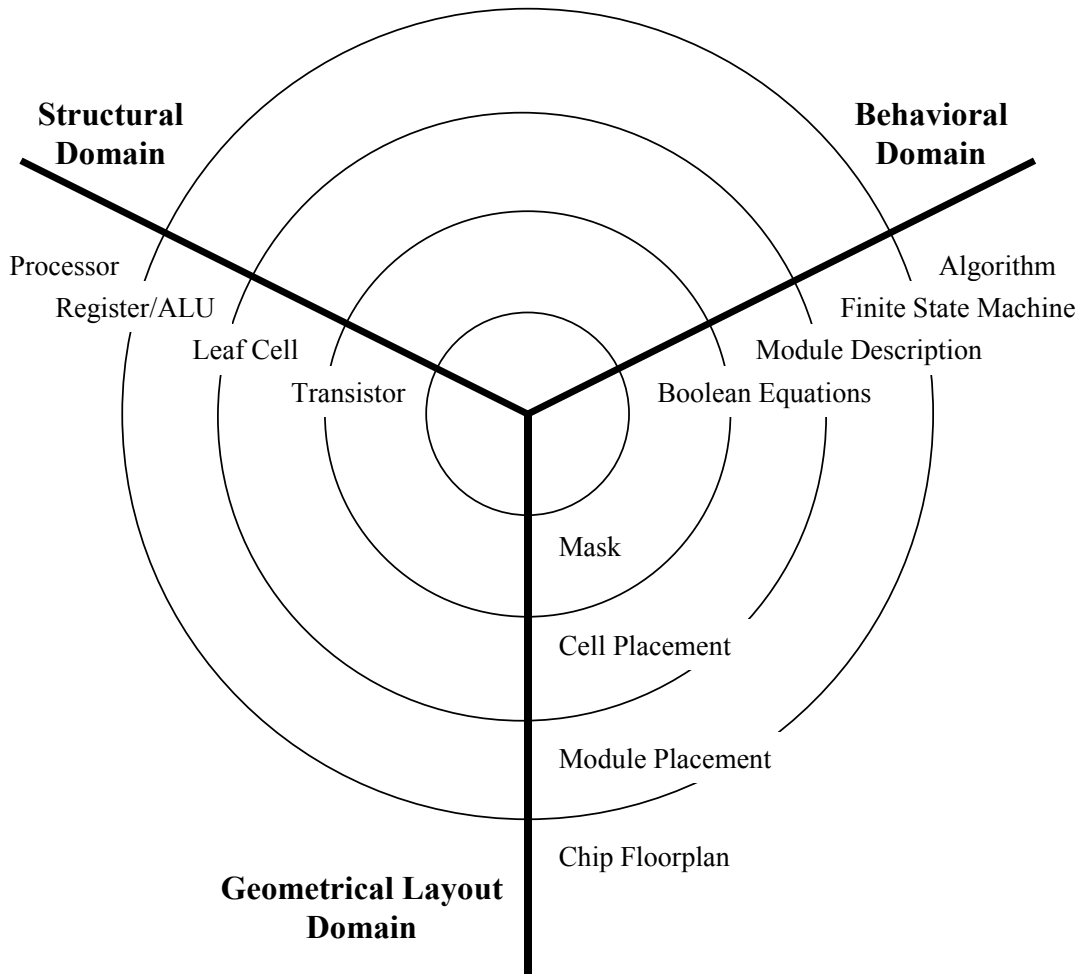 Structural
Domain
Behavioral
Domain
Processor
Register/ALU
Leaf Cell
Transistor
Algorithm
Finite State Machine
Module Description
Boolean Equations
Mask
Cell Placement
Module Placement
Chip Floorplan
Geometrical Layout
Domain